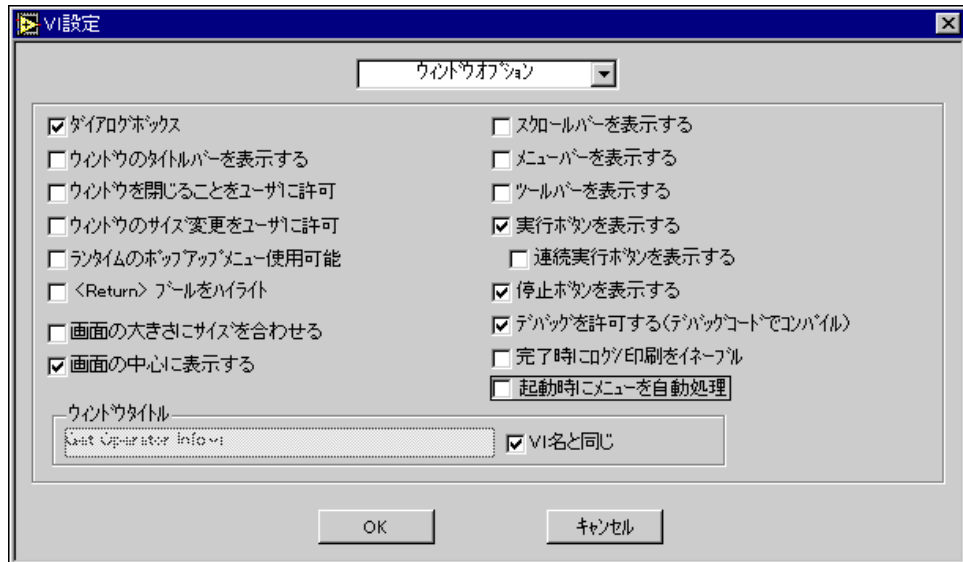 VI設定
ウィンドウオプション
ダイアログボックス
ウィンドウのタイトルバーを表示する
ウィンドウを閉じることをユーザに許可
ウィンドウのサイズ変更をユーザに許可
ランタイムのポップアップメニュー使用可能
<Return> ブールをハイライト
画面の大きさにサイズを合わせる
画面の中心に表示する
スクロールバーを表示する
メニューバーを表示する
ツールバーを表示する
実行ボタンを表示する
連続実行ボタンを表示する
停止ボタンを表示する
デバッグを許可する(デバッグコードでコンパイル)
完了時にログ/印刷をイネーブル
起動時にメニューを自動処理
ウィンドウタイトル
Get Operator Info.vi
VI名と同じ
OK
キャンセル